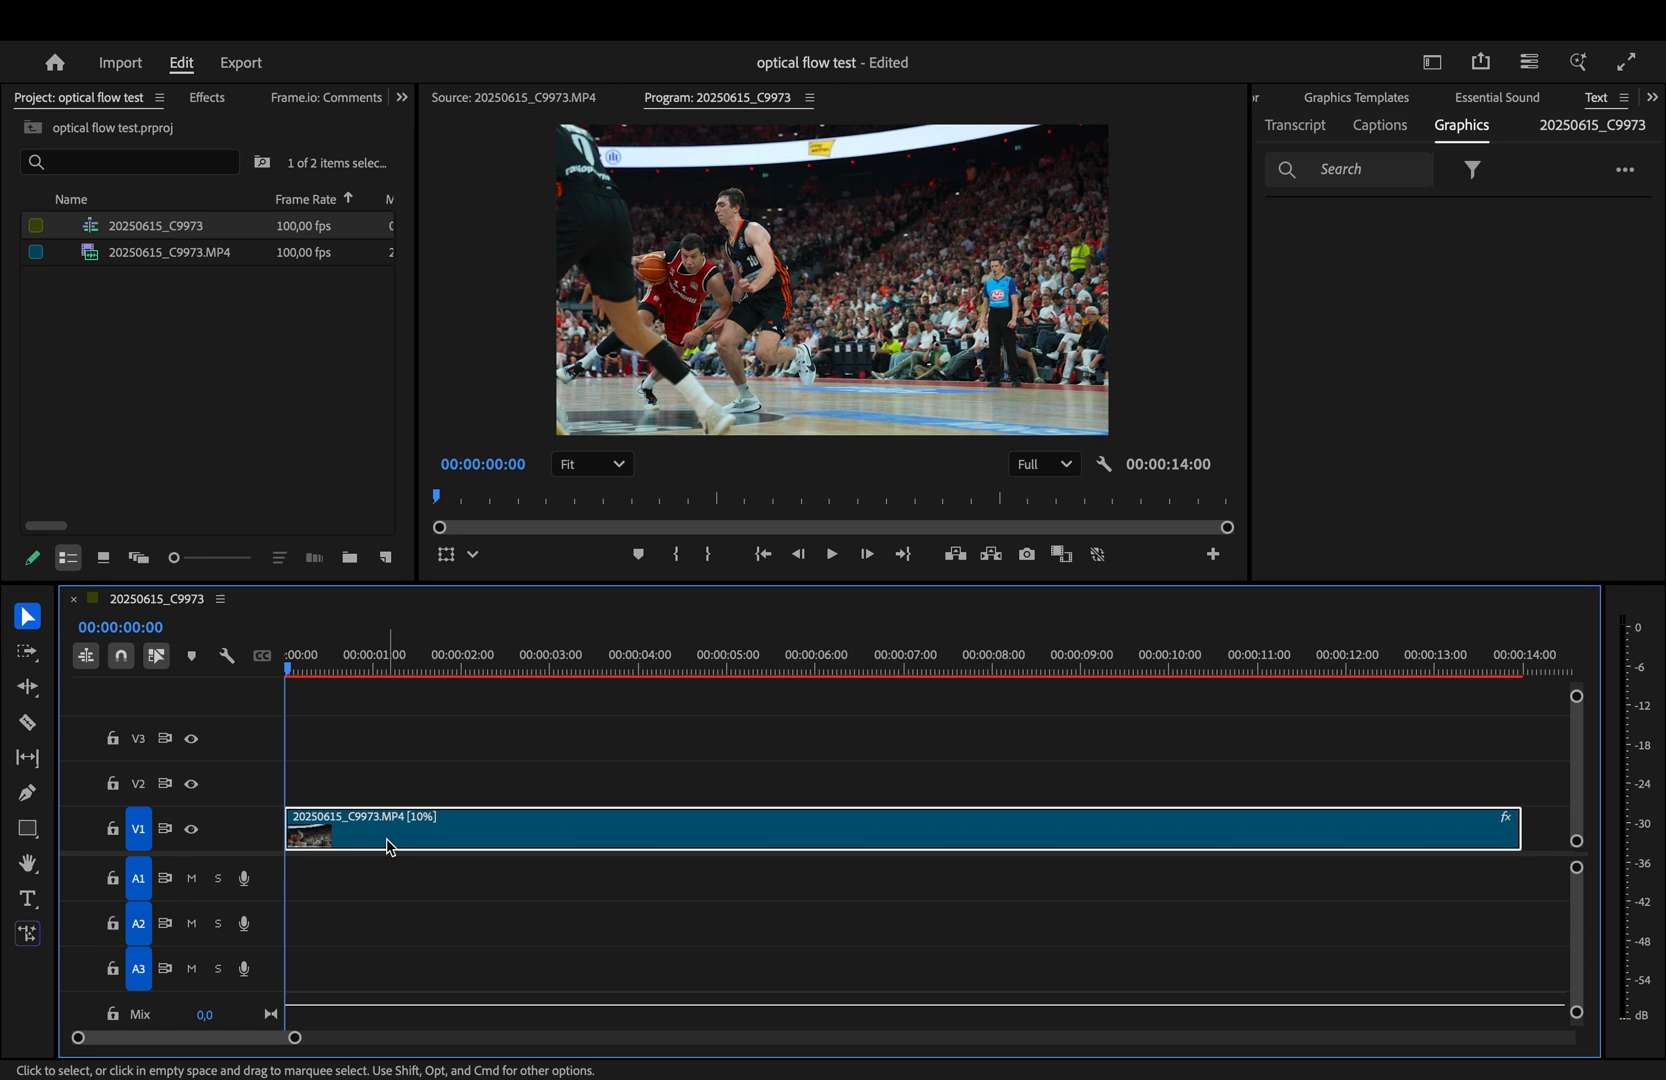 Import Edit Export
optical flow test - Edited
Project: optical flow test Effects Frame.io: Comments
optical flow test.prproj
1 of 2 items selec...
Name Frame Rate
20250615_C9973 100,00 fps
20250615_C9973.MP4 100,00 fps 2
Source: 20250615_C9973.MP4 Program: 20250615_C9973
10
00:00:00:00 Fit Full 00:00:14:00
or Graphics Templates Essential Sound Text
Transcript Captions Graphics 20250615_C9973
Search
20250615_C9973
00:00:00:00
CC
:00:00 00:00:01:00 00:00:02:00 00:00:03:00 00:00:04:00 00:00:05:00 00:00:06:00 00:00:07:00 00:00:08:00 00:00:09:00 00:00:10:00 00:00:11:00 00:00:12:00 00:00:13:00 00:00:14:00
V3
V2
V1
20250615_C9973.MP4 [10%] fx
A1 M S
A2 M S
A3 M S
Mix 0,0
0
-6
-12
-18
-24
-30
-36
-42
-48
-54
dB
Click to select, or click in empty space and drag to marquee select. Use Shift, Opt, and Cmd for other options.